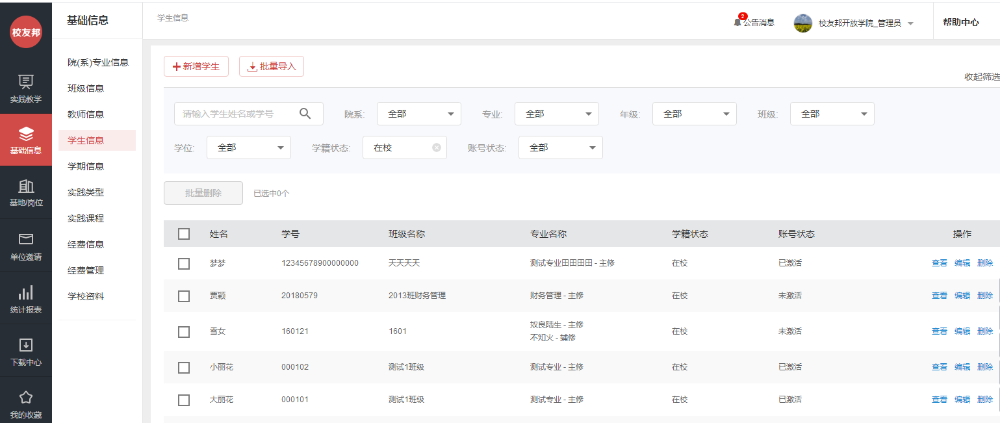 校友邦
实践教学
基础信息
基地/岗位
单位邀请
统计报表
下载中心
我的收藏
基础信息
院(系)专业信息
班级信息
教师信息
学生信息
学期信息
实践类型
实践课程
经费信息
经费管理
学校资料
学生信息
2
公告消息
校友邦开放学院_管理员
帮助中心
新增学生
批量导入
收起筛选
请输入学生姓名或学号
院系: 全部
专业: 全部
年级: 全部
班级: 全部
学位: 全部
学籍状态: 在校
账号状态: 全部
批量删除 已选中0个
姓名 学号 班级名称 专业名称 学籍状态 账号状态 操作
梦梦 12345678900000000 天天天天 测试专业田田田田 - 主修 在校 已激活 查看 编辑 删除
贾颖 20180579 2013班财务管理 财务管理 - 主修 在校 未激活 查看 编辑 删除
雪女 160121 1601 奴良陆生 - 主修 在校 未激活 查看 编辑 删除
不知火 - 辅修
小丽花 000102 测试1班级 测试专业 - 主修 在校 已激活 查看 编辑 删除
大丽花 000101 测试1班级 测试专业 - 主修 在校 已激活 查看 编辑 删除